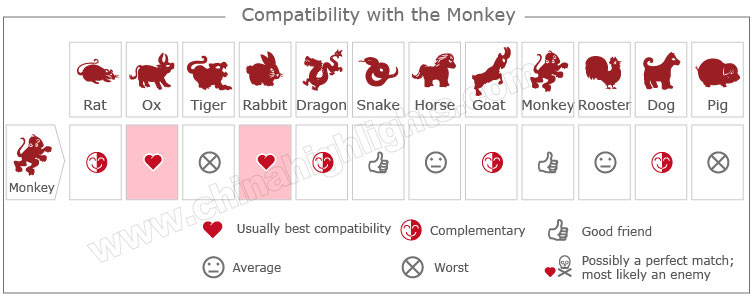 Compatibility with the Monkey
Rat Ox Tiger Rabbit Dragon Snake Horse Goat Monkey Rooster Dog Pig
Monkey
www.chinahighlights.com
Usually best compatibility Complementary Good friend
Average Worst Possibly a perfect match;
most likely an enemy